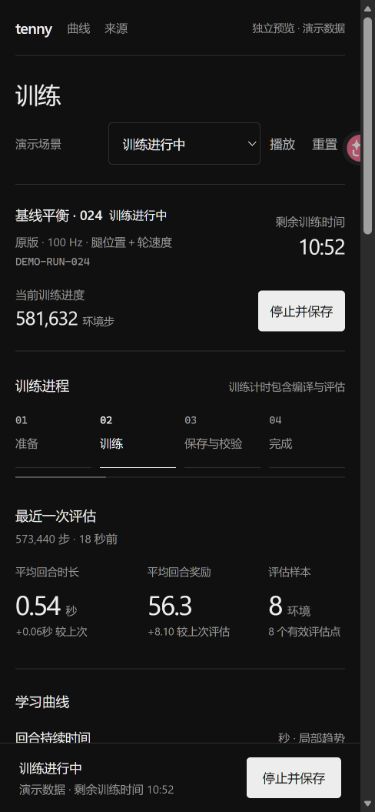 tenny 曲线 来源 独立预览 · 演示数据
训练
演示场景 训练进行中 播放 重置
基线平衡 · 024 训练进行中
剩余训练时间
原版 · 100 Hz · 腿位置 + 轮速度
10:52
DEMO-RUN-024
当前训练进度
581,632 环境步
停止并保存
训练进程 训练计时包含编译与评估
01 02 03 04
准备 训练 保存与校验 完成
最近一次评估
573,440 步 · 18 秒前
平均回合时长 平均回合奖励 评估样本
0.54 秒 56.3 8 环境
+0.06秒 较上次 +8.10 较上次评估 8 个有效评估点
学习曲线
回合持续时间 秒 · 局部趋势
训练进行中
演示数据 · 剩余训练时间 10:52
停止并保存